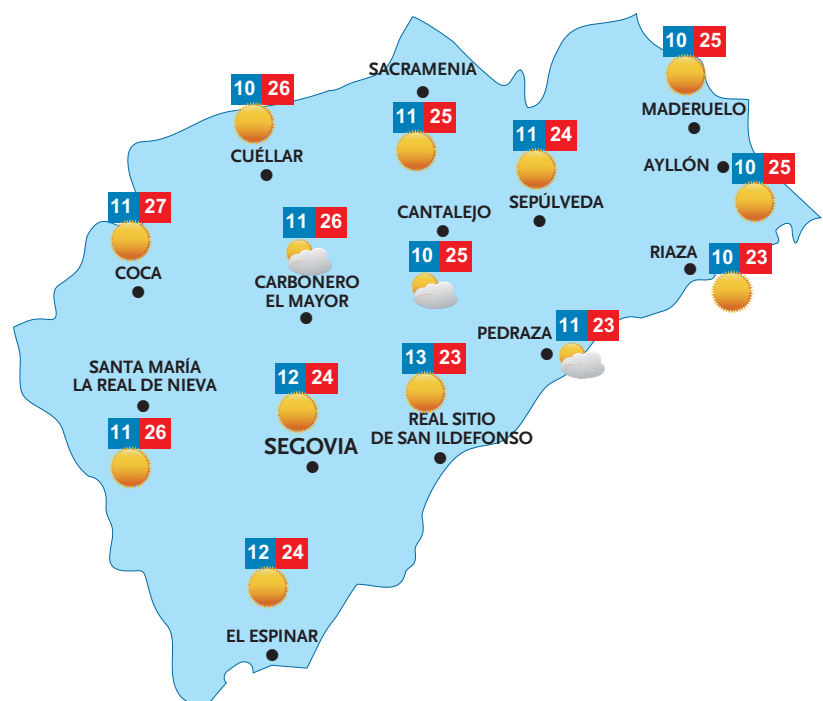 10 25
SACRAMENIA
10 26
MADERUELO
11 25
11 24
CUÉLLAR
AYLLÓN
10 25
11 27
CANTALEJO
SEPÚLVEDA
11 26
COCA
CARBONERO
EL MAYOR
10 25
RIAZA
10 23
PEDRAZA
11 23
SANTA MARÍA
LA REAL DE NIEVA
13 23
12 24
REAL SITIO
DE SAN ILDEFONSO
SEGOVIA
11 26
12 24
EL ESPINAR